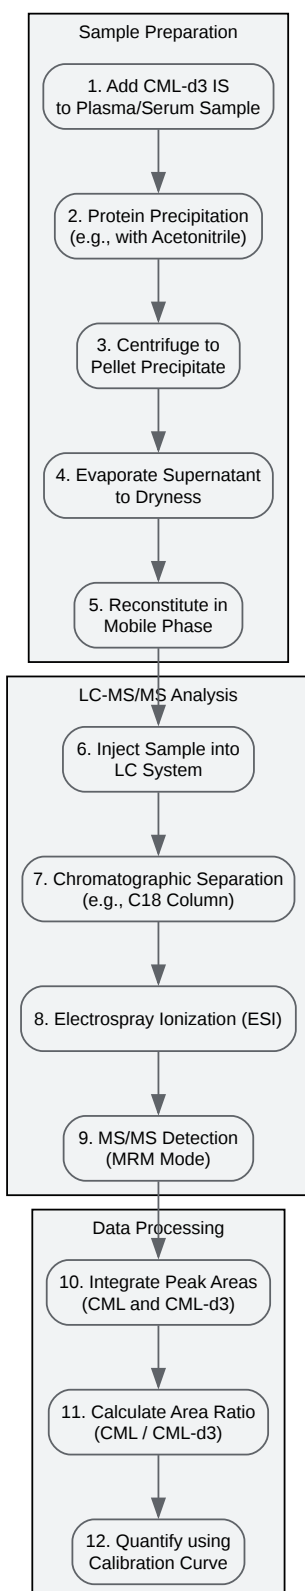 Sample Preparation
1. Add CML-d3 IS
to Plasma/Serum Sample
2. Protein Precipitation
(e.g., with Acetonitrile)
3. Centrifuge to
Pellet Precipitate
4. Evaporate Supernatant
to Dryness
5. Reconstitute in
Mobile Phase
LC-MS/MS Analysis
6. Inject Sample into
LC System
7. Chromatographic Separation
(e.g., C18 Column)
8. Electrospray Ionization (ESI)
9. MS/MS Detection
(MRM Mode)
Data Processing
10. Integrate Peak Areas
(CML and CML-d3)
11. Calculate Area Ratio
(CML / CML-d3)
12. Quantify using
Calibration Curve